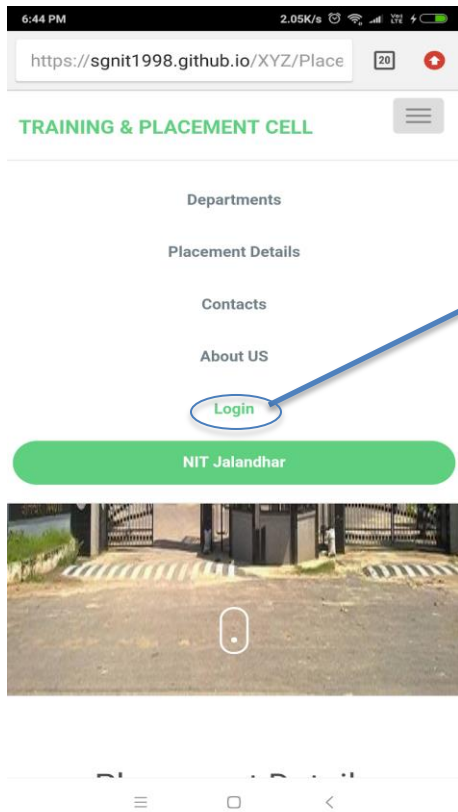 6:44 PM 2.05K/s VoLTE
https://sgnit1998.github.io/XYZ/Place 20
TRAINING & PLACEMENT CELL
Departments
Placement Details
Contacts
About US
Login
NIT Jalandhar